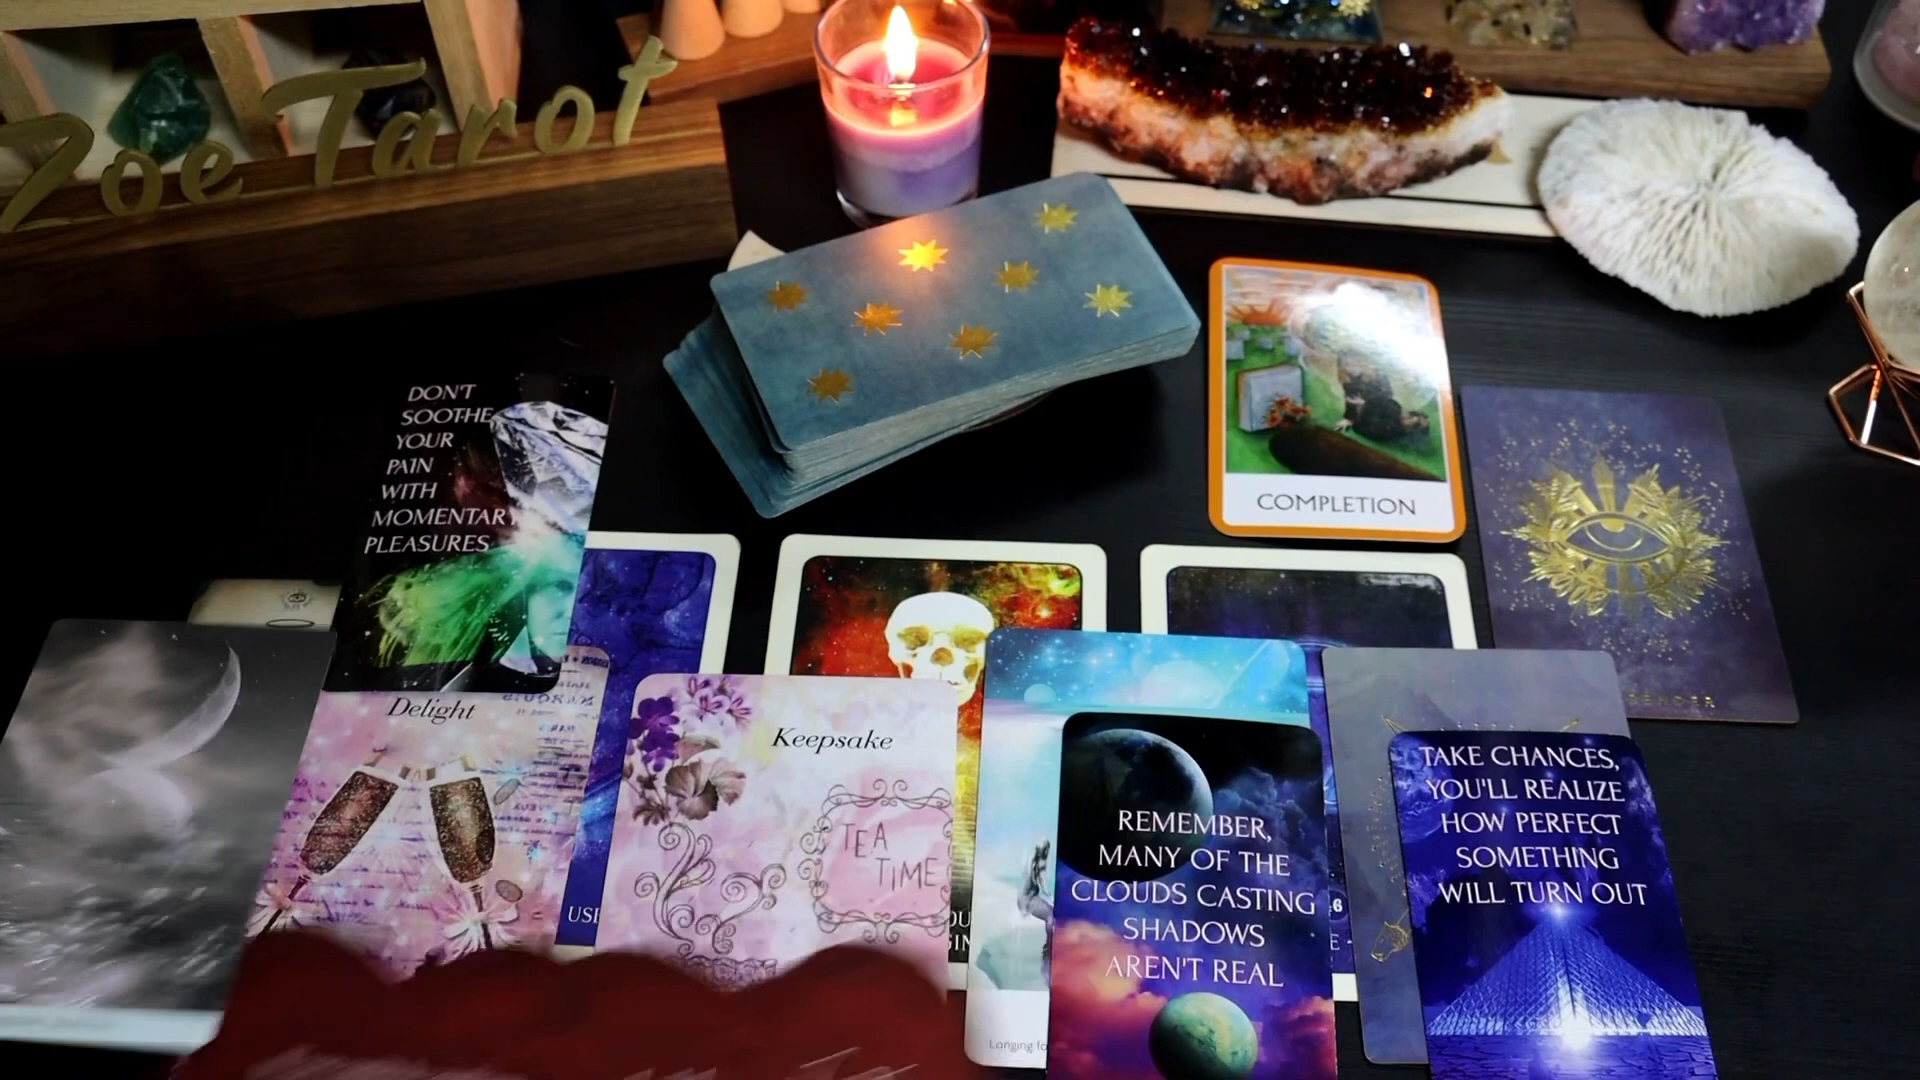 Zoe Tarot
DON'T
SOOTHE
YOUR
PAIN
WITH
MOMENTARY
PLEASURES
COMPLETION
Delight
Keepsake
TEA
TIME
REMEMBER,
MANY OF THE
CLOUDS CASTING
SHADOWS
AREN'T REAL
TAKE CHANCES,
YOU'LL REALIZE
HOW PERFECT
SOMETHING
WILL TURN OUT